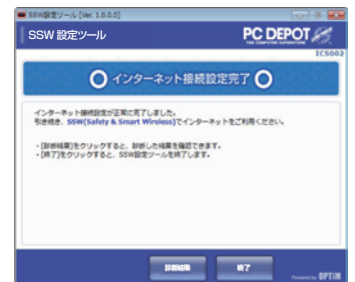 SSW設定ツール [Ver: 1.0.0.0]
SSW 設定ツール
PC DEPOT
THE COMPUTER SUPERSTORE
ICS002
インターネット接続設定完了
インターネット接続設定が正常に完了しました。
引き続き、SSW(Safety & Smart Wireless)でインターネットをご利用ください。
・[診断結果]をクリックすると、診断した結果を確認できます。
・[終了]をクリックすると、SSW設定ツールを終了します。
診断結果
終了
Powered by OPTiM